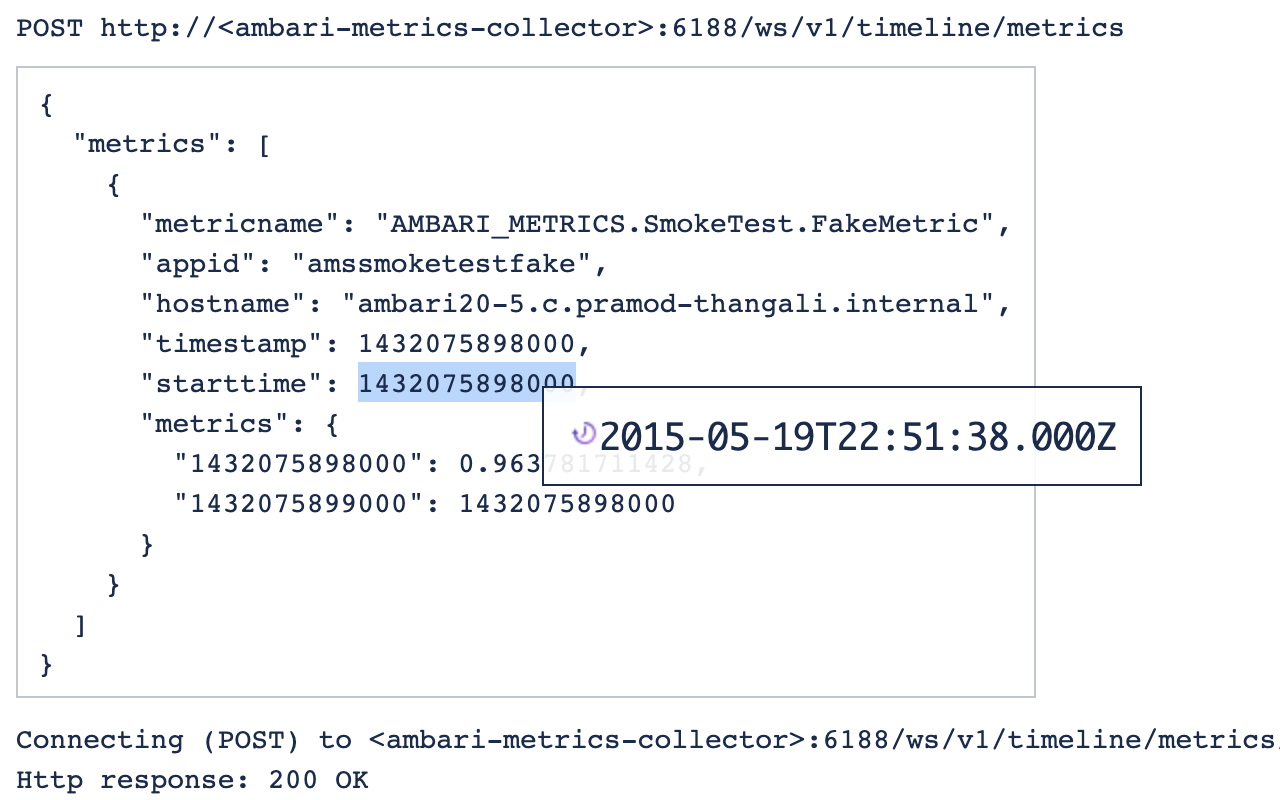 POST http://<ambari-metrics-collector>:6188/ws/v1/timeline/metrics
{
"metrics": [
{
"metricname": "AMBARI_METRICS.SmokeTest.FakeMetric",
"appid": "amssmoketestfake",
"hostname": "ambari20-5.c.pramod-thangali.internal",
"timestamp": 1432075898000,
"starttime": 1432075898000,
2015-05-19T22:51:38.000Z
"metrics": {
"1432075898000": 0.963781711428,
"1432075899000": 1432075898000
}
}
]
}
Connecting (POST) to <ambari-metrics-collector>:6188/ws/v1/timeline/metrics/
Http response: 200 OK